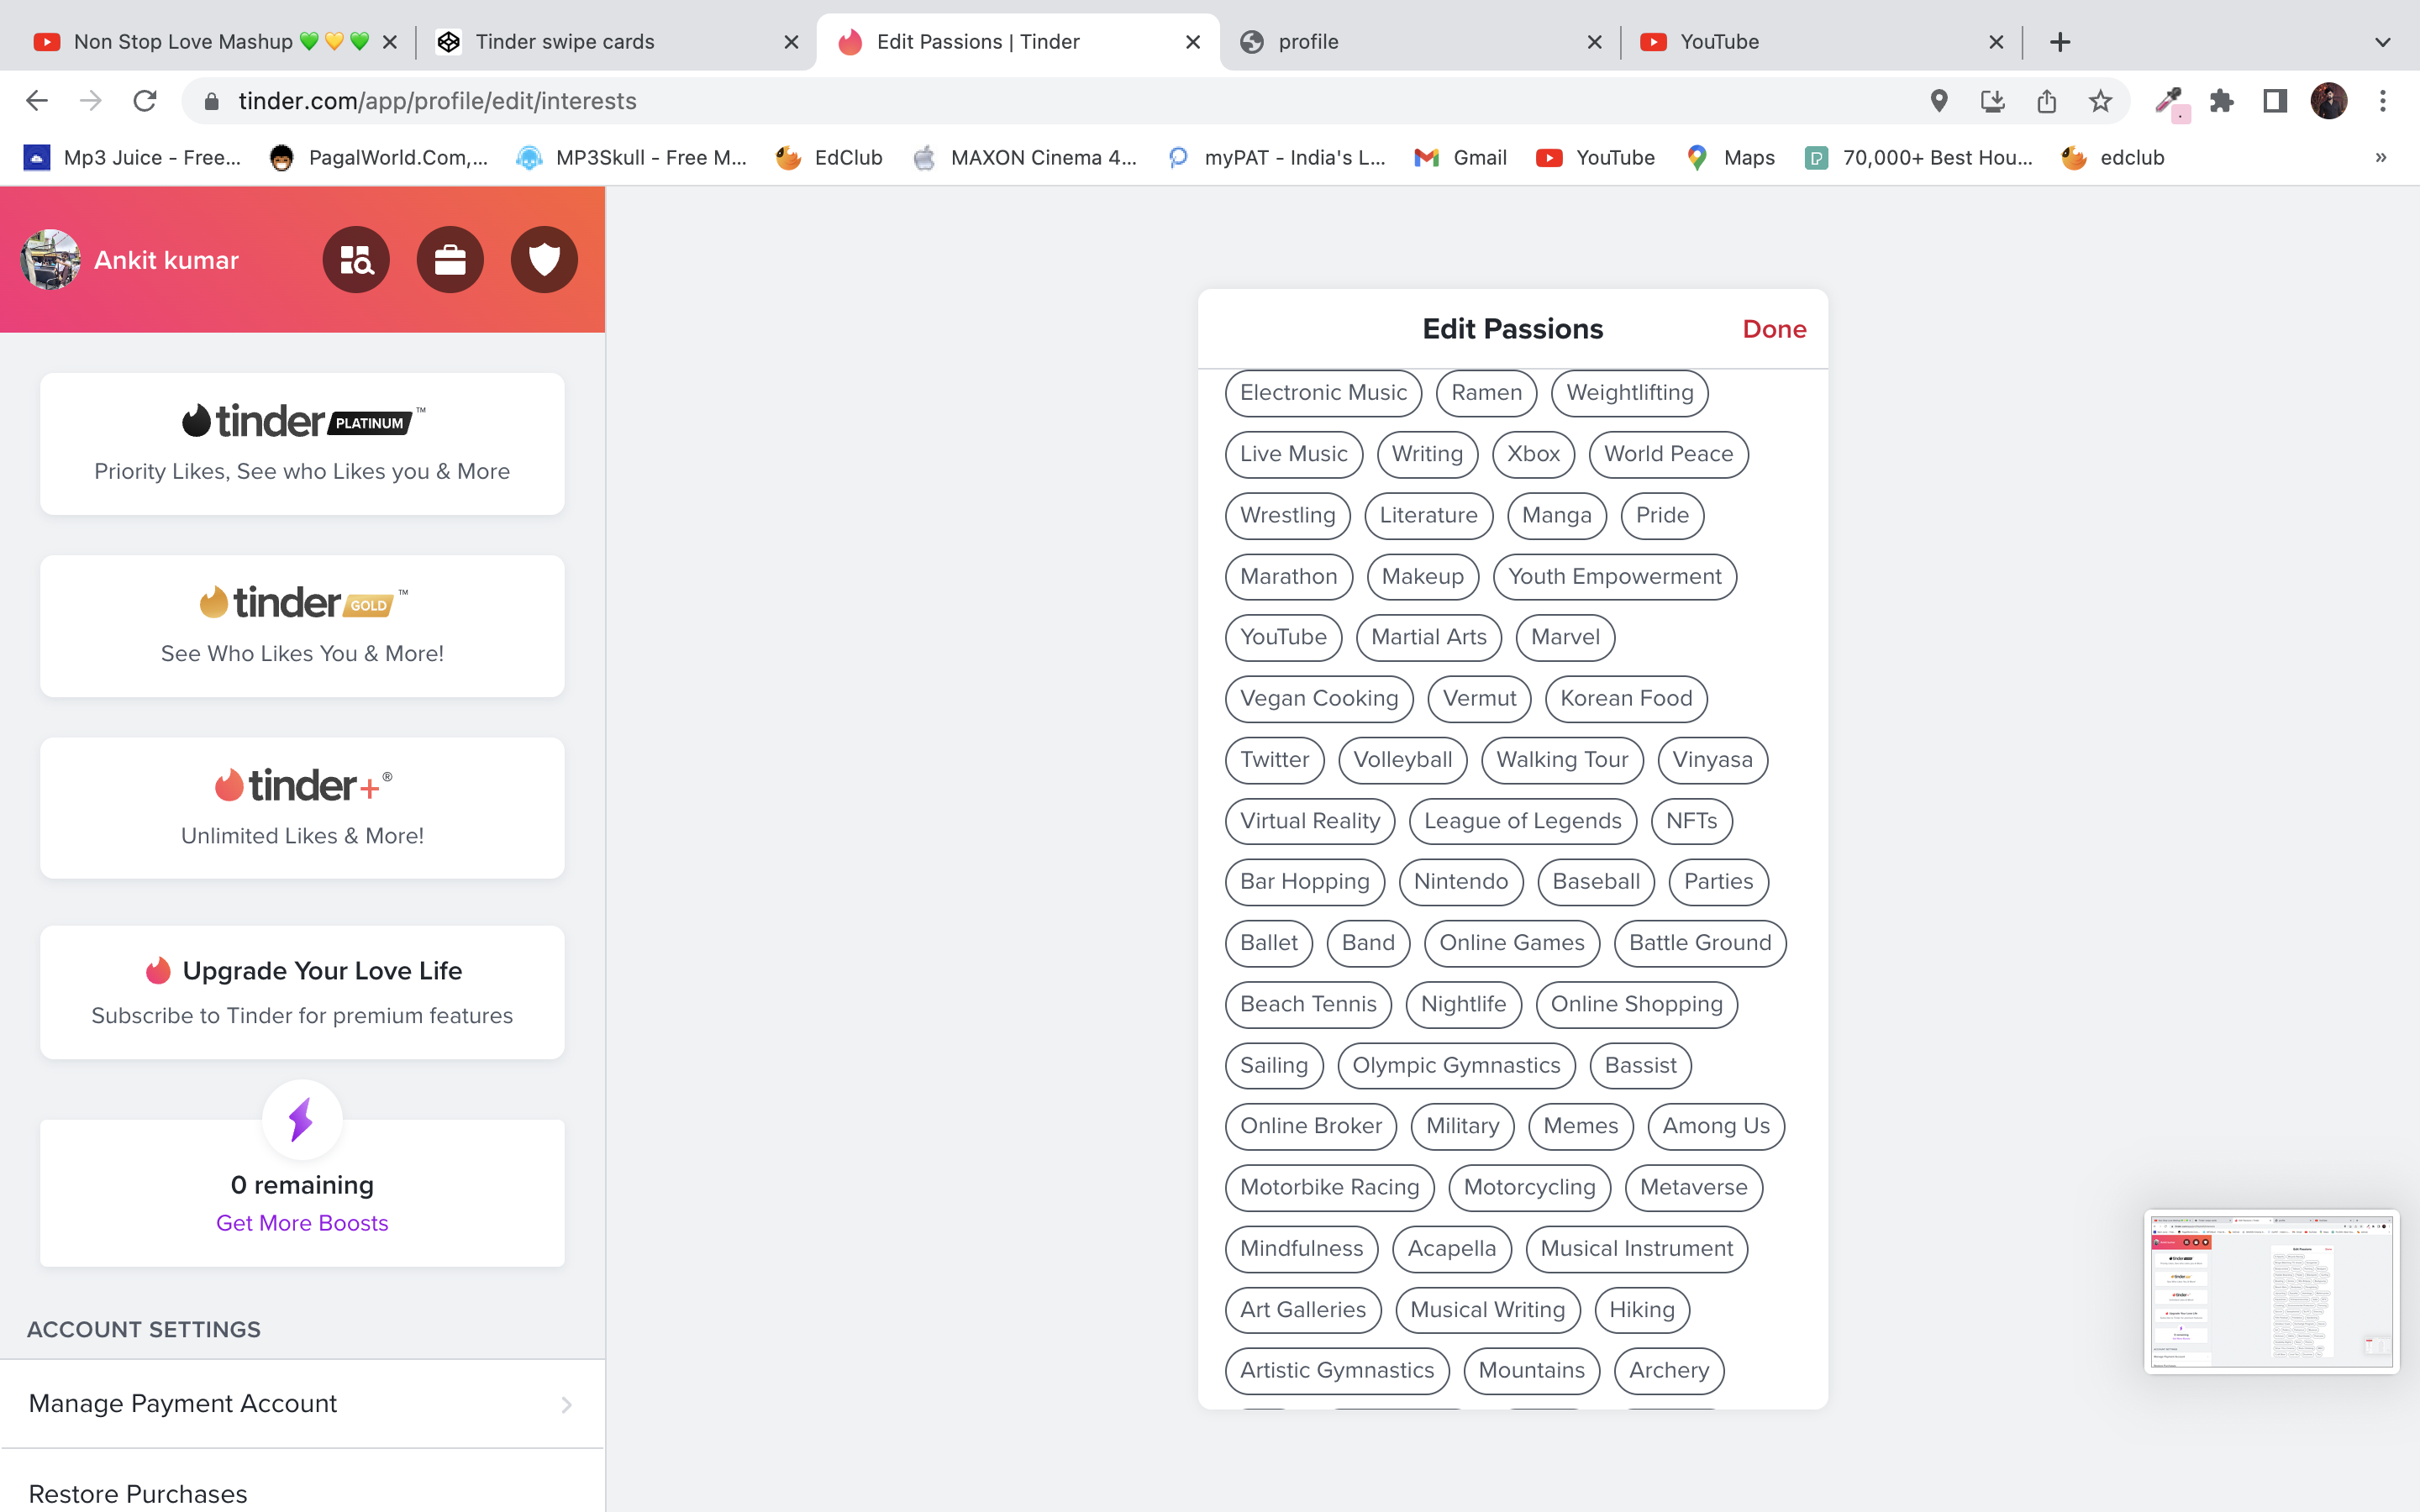 Non Stop Love Mashup 💚💛💚
Tinder swipe cards
Edit Passions | Tinder
profile
YouTube
tinder.com/app/profile/edit/interests
Mp3 Juice - Free...
PagalWorld.Com,...
MP3Skull - Free M...
EdClub
MAXON Cinema 4...
myPAT - India's L...
Gmail
YouTube
Maps
70,000+ Best Hou...
edclub
»
Ankit kumar
tinder PLATINUM ™
Priority Likes, See who Likes you & More
tinder GOLD ™
See Who Likes You & More!
tinder+ ®
Unlimited Likes & More!
Upgrade Your Love Life
Subscribe to Tinder for premium features
0 remaining
Get More Boosts
ACCOUNT SETTINGS
Manage Payment Account
Restore Purchases
Edit Passions Done
Electronic Music Ramen Weightlifting
Live Music Writing Xbox World Peace
Wrestling Literature Manga Pride
Marathon Makeup Youth Empowerment
YouTube Martial Arts Marvel
Vegan Cooking Vermut Korean Food
Twitter Volleyball Walking Tour Vinyasa
Virtual Reality League of Legends NFTs
Bar Hopping Nintendo Baseball Parties
Ballet Band Online Games Battle Ground
Beach Tennis Nightlife Online Shopping
Sailing Olympic Gymnastics Bassist
Online Broker Military Memes Among Us
Motorbike Racing Motorcycling Metaverse
Mindfulness Acapella Musical Instrument
Art Galleries Musical Writing Hiking
Artistic Gymnastics Mountains Archery